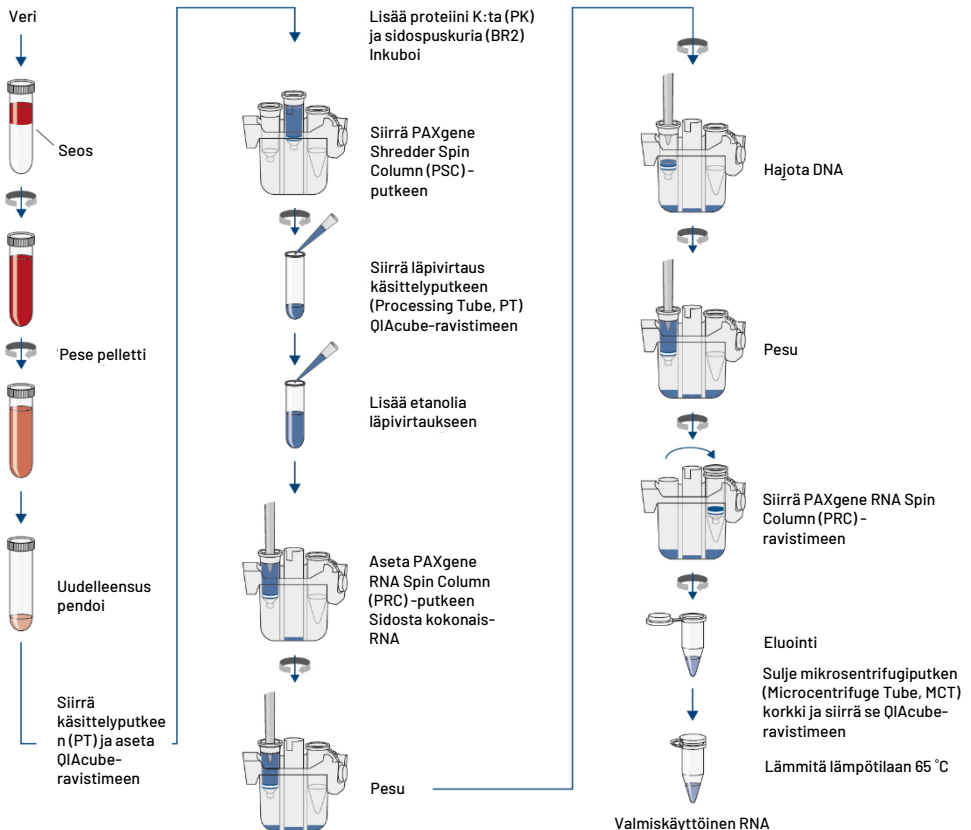 Veri
Seos
Pese pelletti
Uudelleensus
pendoi
Siirrä
käsittelyputkee
n (PT) ja aseta
QIAcube-
ravistimeen
Lisää proteiini K:ta (PK)
ja sidospuskuria (BR2)
Inkuboi
Siirrä PAXgene
Shredder Spin
Column (PSC) -
putkeen
Siirrä läpivirtaus
käsittelyputkeen
(Processing Tube, PT)
QIAcube-ravistimeen
Lisää etanolia
läpivirtaukseen
Aseta PAXgene
RNA Spin Column
(PRC) -putkeen
Sidosta kokonais-
RNA
Pesu
Hajota DNA
Pesu
Siirrä PAXgene RNA Spin
Column (PRC) -
ravistimeen
Eluointi
Sulje mikrosentrifugiputken
(Microcentrifuge Tube, MCT)
korkki ja siirrä se QIAcube-
ravistimeen
Lämmitä lämpötilaan 65 °C
Valmiskäyttöinen RNA